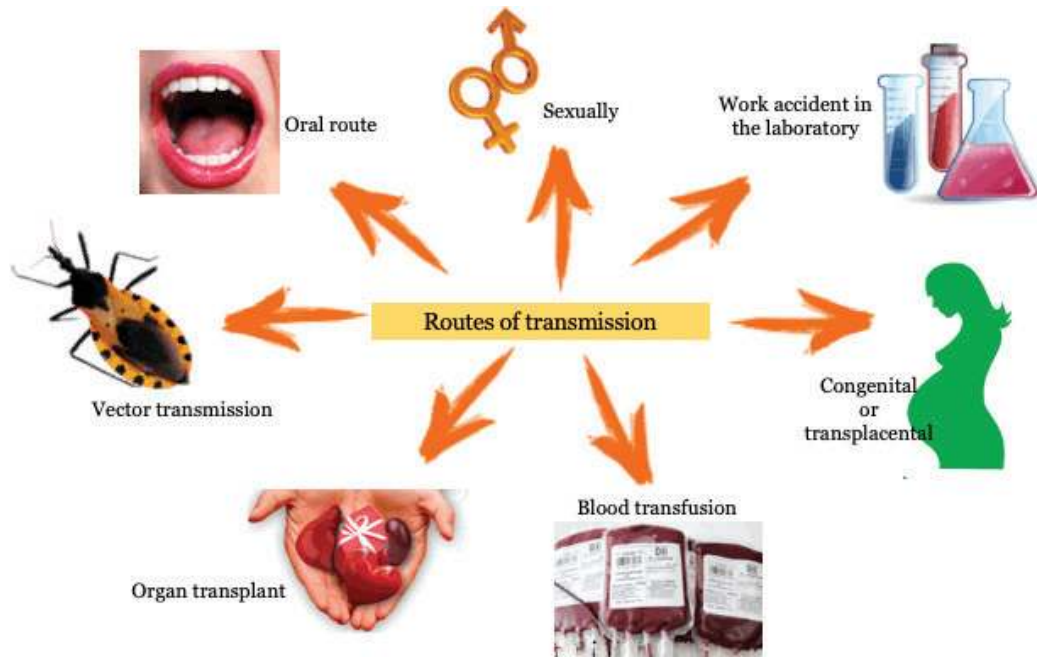 Oral route
Sexually
Work accident in
the laboratory
Routes of transmission
Vector transmission
Congenital
or
transplacental
Blood transfusion
Organ transplant